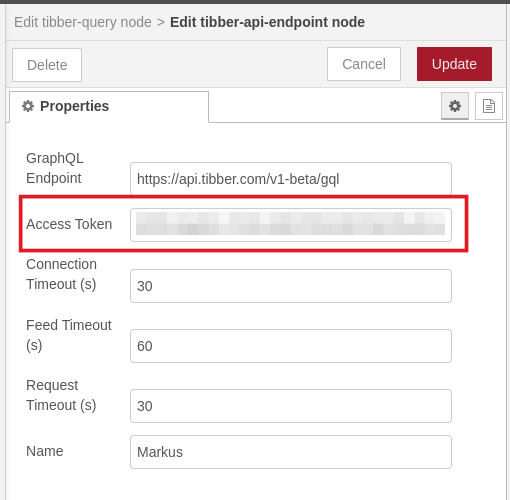 Edit tibber-query node > Edit tibber-api-endpoint node
Delete
Cancel
Update
Properties
GraphQL
Endpoint
https://api.tibber.com/v1-beta/gql
Access Token
Connection
Timeout (s)
30
Feed Timeout
(s)
60
Request
Timeout (s)
30
Name
Markus